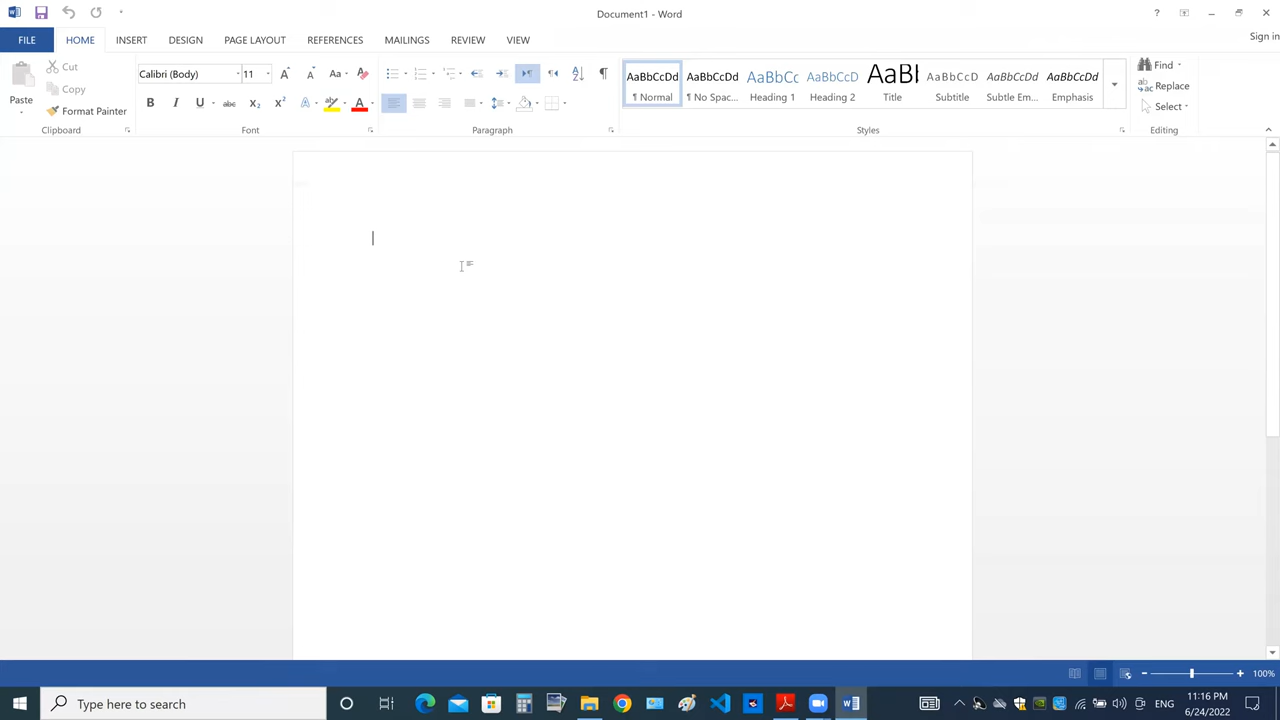 Document1 - Word
?
Sign in
FILE HOME INSERT DESIGN PAGE LAYOUT REFERENCES MAILINGS REVIEW VIEW
Paste
Cut
Copy
Format Painter
Clipboard
Calibri (Body) 11
B I U abc X₂ X²
Font
Paragraph
AaBbCcDd AaBbCcDd AaBbCc AaBbCcD AaBl AaBbCcD AaBbCcDd AaBbCcDd
¶ Normal ¶ No Spac... Heading 1 Heading 2 Title Subtitle Subtle Em... Emphasis
Styles
Find
Replace
Select
Editing
100%
Type here to search
ENG
11:16 PM
6/24/2022